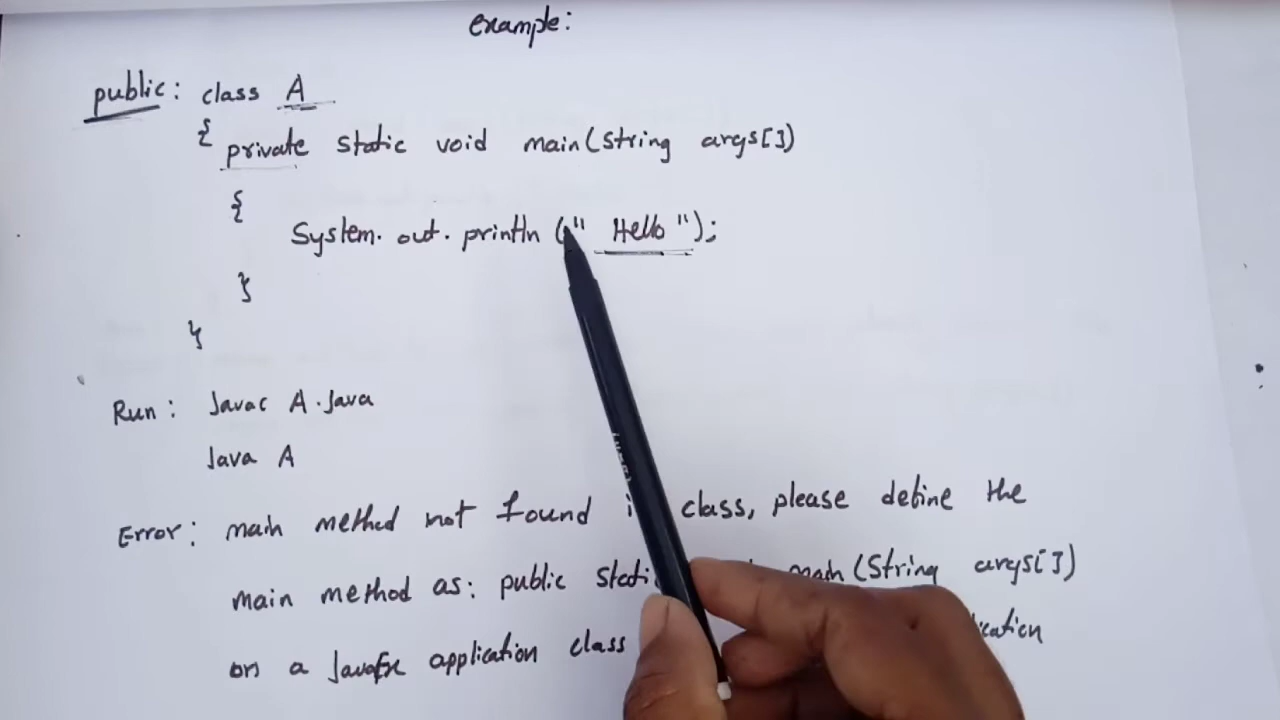 example:
public: class A
{ private static void main(string args[])
{
System. out. println (" Hello ");
}
}
Run: Javac A.Java
Java A
Error: main method not found class, please define the
main method as: public main (String args[])
on a Javafx application class